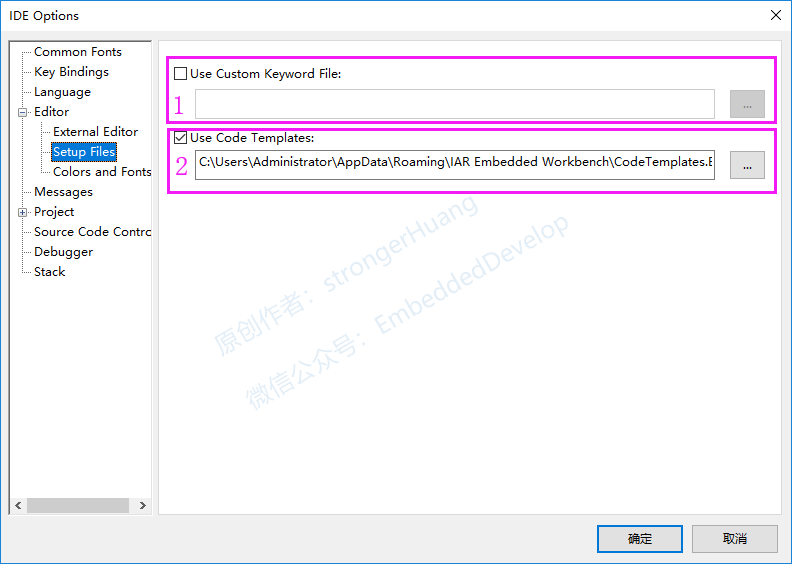 IDE Options
Common Fonts
Key Bindings
Language
Editor
External Editor
Setup Files
Colors and Fonts
Messages
Project
Source Code Contro
Debugger
Stack
Use Custom Keyword File:
1
...
Use Code Templates:
2
C:\Users\Administrator\AppData\Roaming\IAR Embedded Workbench\CodeTemplates.E
...
原创作者：strongerHuang
微信公众号：EmbeddedDevelop
确定
取消